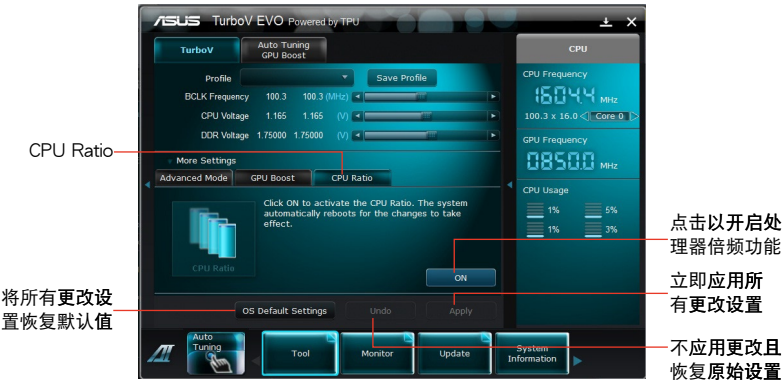 ASUS TurboV EVO Powered by TPU
TurboV
Auto Tuning
GPU Boost
Profile
Save Profile
BCLK Frequency 100.3 100.3 (MHz)
CPU Voltage 1.165 1.165 (V)
DDR Voltage 1.75000 1.75000 (V)
More Settings
Advanced Mode GPU Boost CPU Ratio
Click ON to activate the CPU Ratio. The system
automatically reboots for the changes to take
effect.
CPU Ratio
ON
OS Default Settings Undo Apply
Auto
Tuning
Tool Monitor Update
System
Information
CPU
CPU Frequency
1604.4 MHz
100.3 x 16.0 Core 0
GPU Frequency
0850.0 MHz
CPU Usage
1% 5%
1% 3%
CPU Ratio
将所有更改设
置恢复默认值
点击以开启处
理器倍频功能
立即应用所
有更改设置
不应用更改且
恢复原始设置